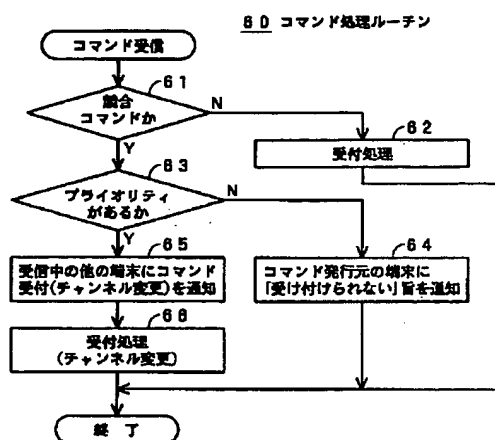 60 コマンド処理ルーチン
コマンド受信
61
競合
コマンドか
N
Y
62
受付処理
63
プライオリティ
があるか
N
Y
65
受信中の他の端末にコマンド
受付(チャンネル変更)を通知
64
コマンド発行元の端末に
「受け付けられない」旨を通知
66
受付処理
(チャンネル変更)
終 了